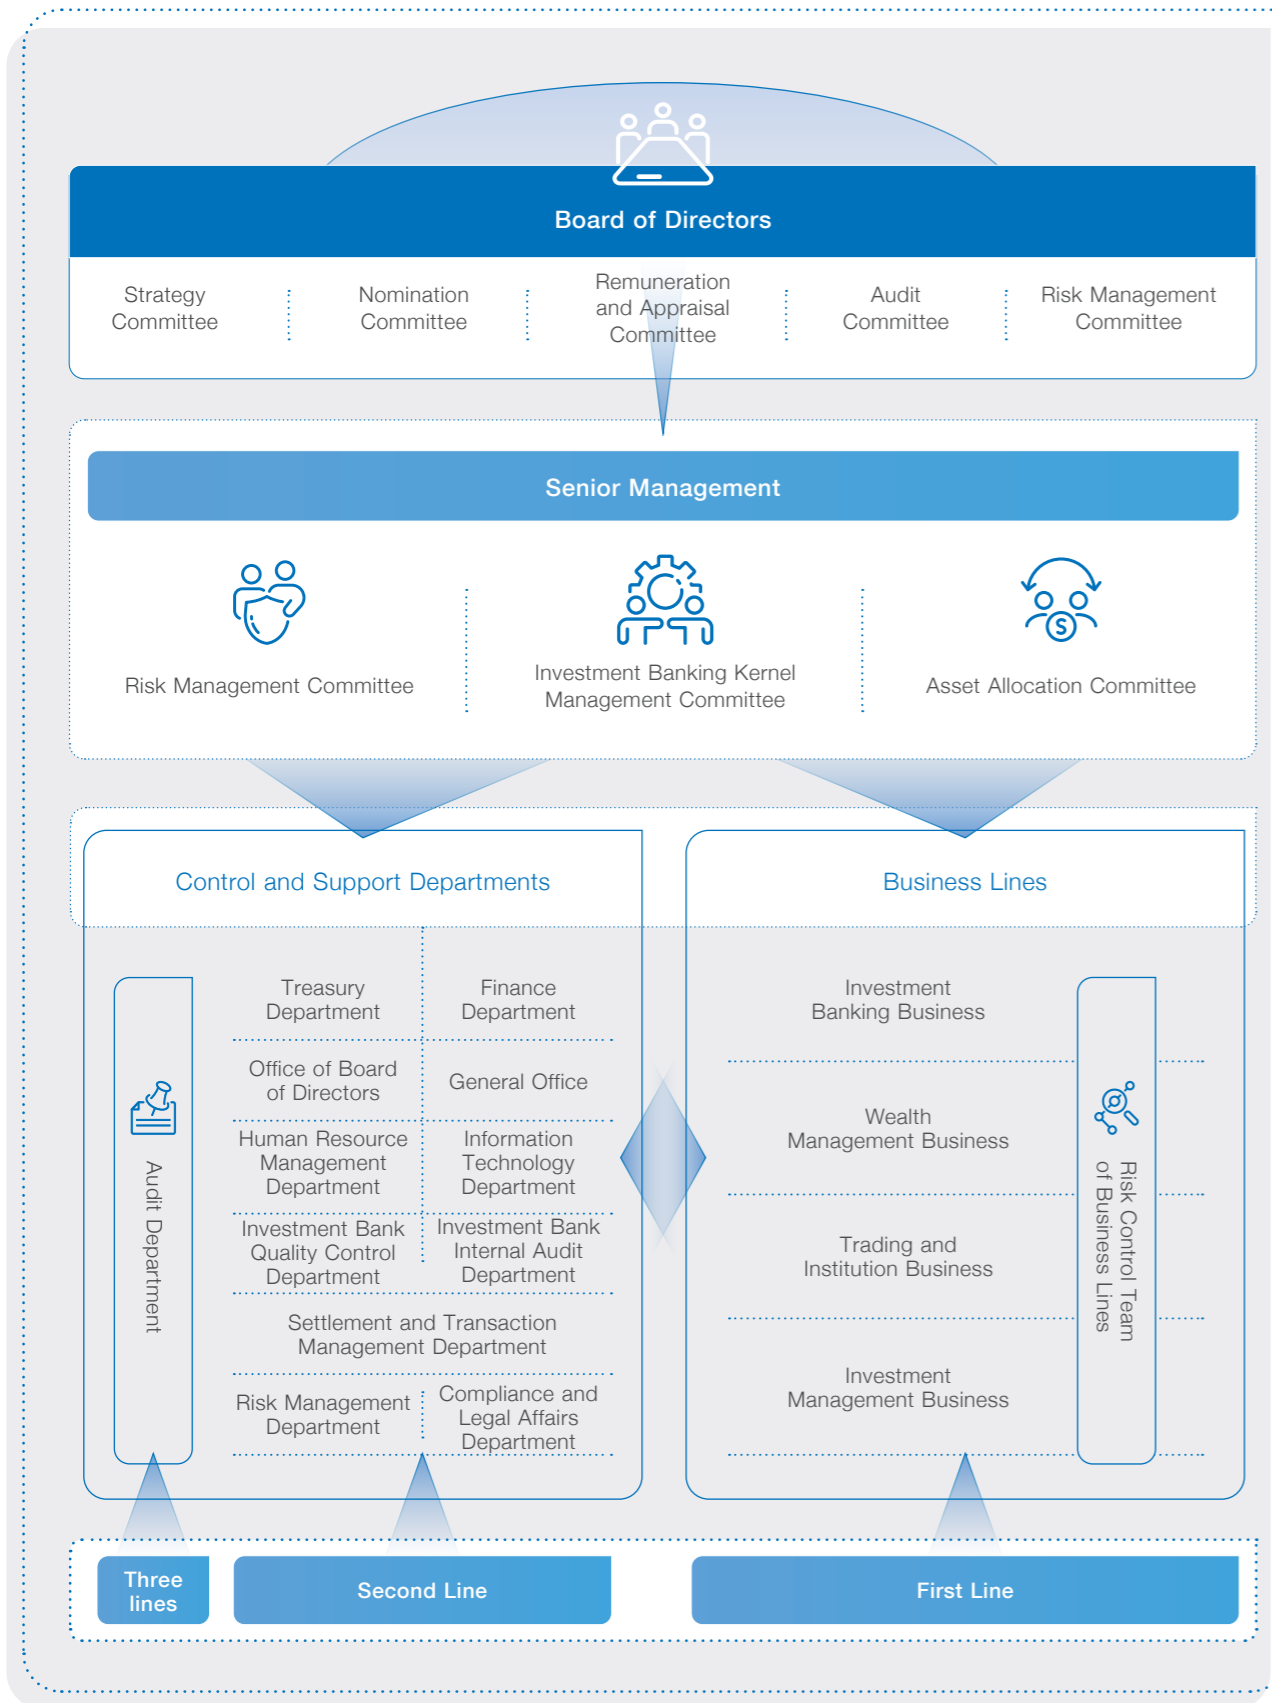 Board of Directors
Strategy
Committee
Nomination
Committee
Remuneration
and Appraisal
Committee
Audit
Committee
Risk Management
Committee
Senior Management
Risk Management Committee
Investment Banking Kernel
Management Committee
Asset Allocation Committee
$
Control and Support Departments
Audit Department
Treasury
Department
Finance
Department
Office of Board
of Directors
General Office
Human Resource
Management
Department
Information
Technology
Department
Investment Bank
Quality Control
Department
Investment Bank
Internal Audit
Department
Settlement and Transaction
Management Department
Risk Management
Department
Compliance and
Legal Affairs
Department
Business Lines
Investment
Banking Business
Wealth
Management Business
Trading and
Institution Business
Investment
Management Business
Risk Control Team
of Business Lines
Three
lines
Second Line
First Line